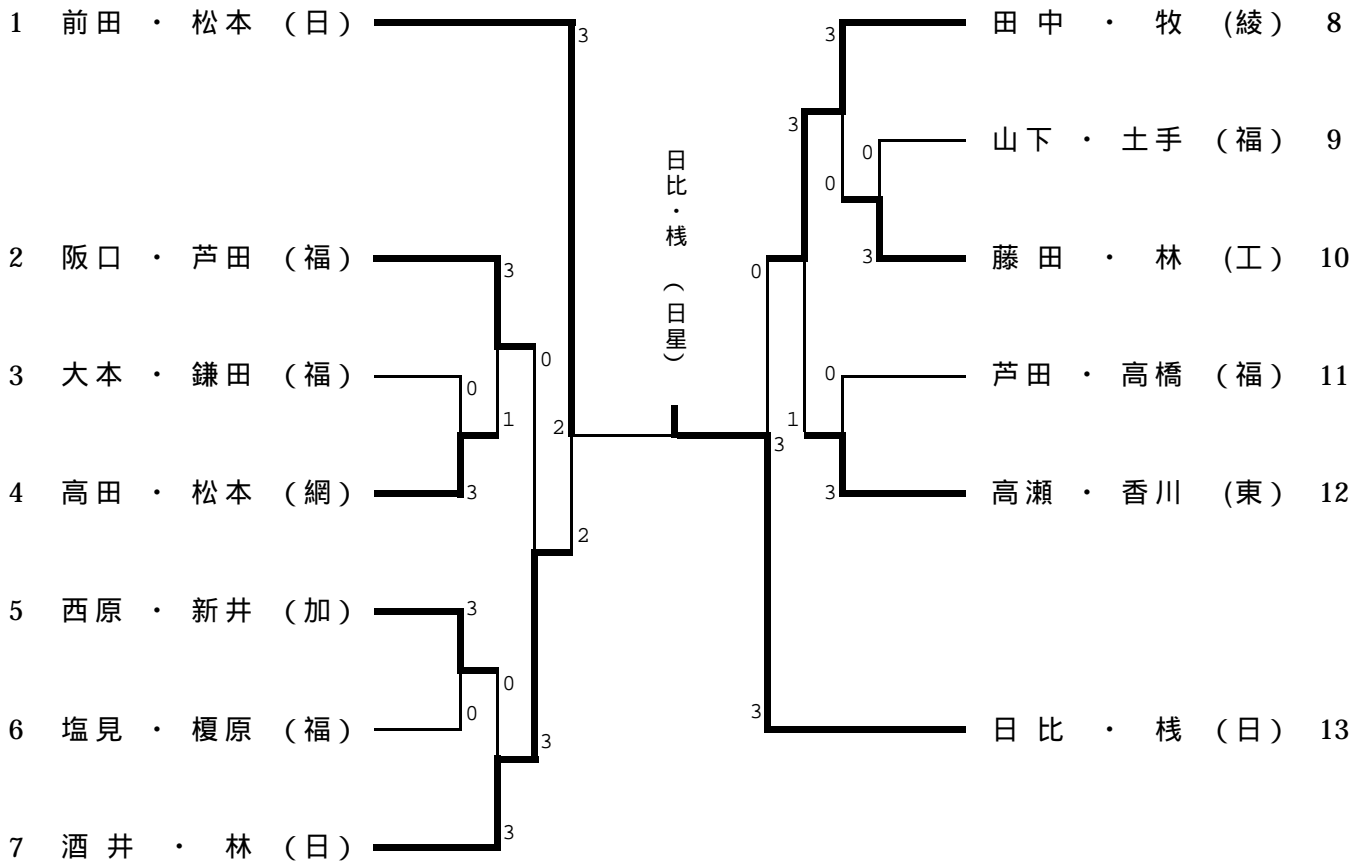 1 前田 ・ 松本 (日)
2 阪口 ・ 芦田 (福)
3 大本 ・ 鎌田 (福)
4 高田 ・ 松本 (網)
5 西原 ・ 新井 (加)
6 塩見 ・ 榎原 (福)
7 酒井 ・ 林 (日)
3
3
0
0
1
3
2
2
3
0
0
3
3
日比・桟 (日星)
3
3
0
0
3
0
0
1
3
3
3
田中 ・ 牧 (綾) 8
山下 ・ 土手 (福) 9
藤田 ・ 林 (工) 10
芦田 ・ 高橋 (福) 11
高瀬 ・ 香川 (東) 12
日比 ・ 桟 (日) 13